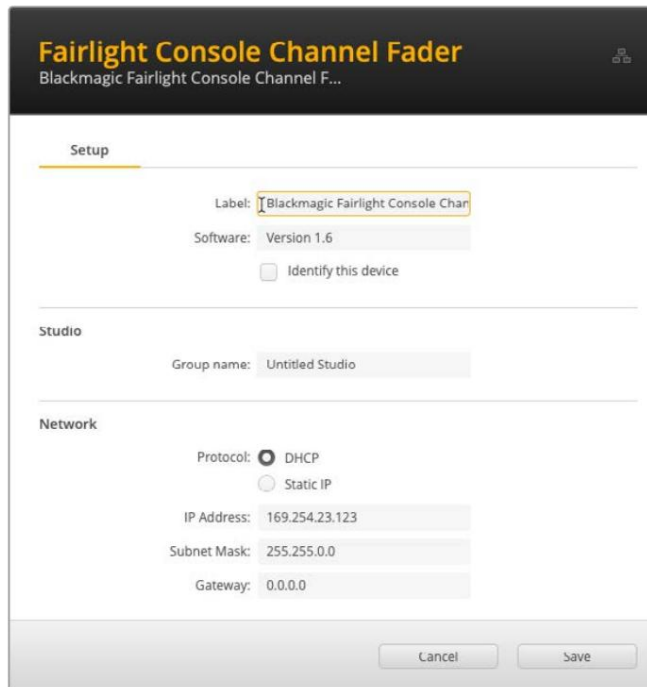 Fairlight Console Channel Fader
Blackmagic Fairlight Console Channel F...
Setup
Label: Blackmagic Fairlight Console Chan
Software: Version 1.6
Identify this device
Studio
Group name: Untitled Studio
Network
Protocol: DHCP
Static IP
IP Address: 169.254.23.123
Subnet Mask: 255.255.0.0
Gateway: 0.0.0.0
Cancel Save